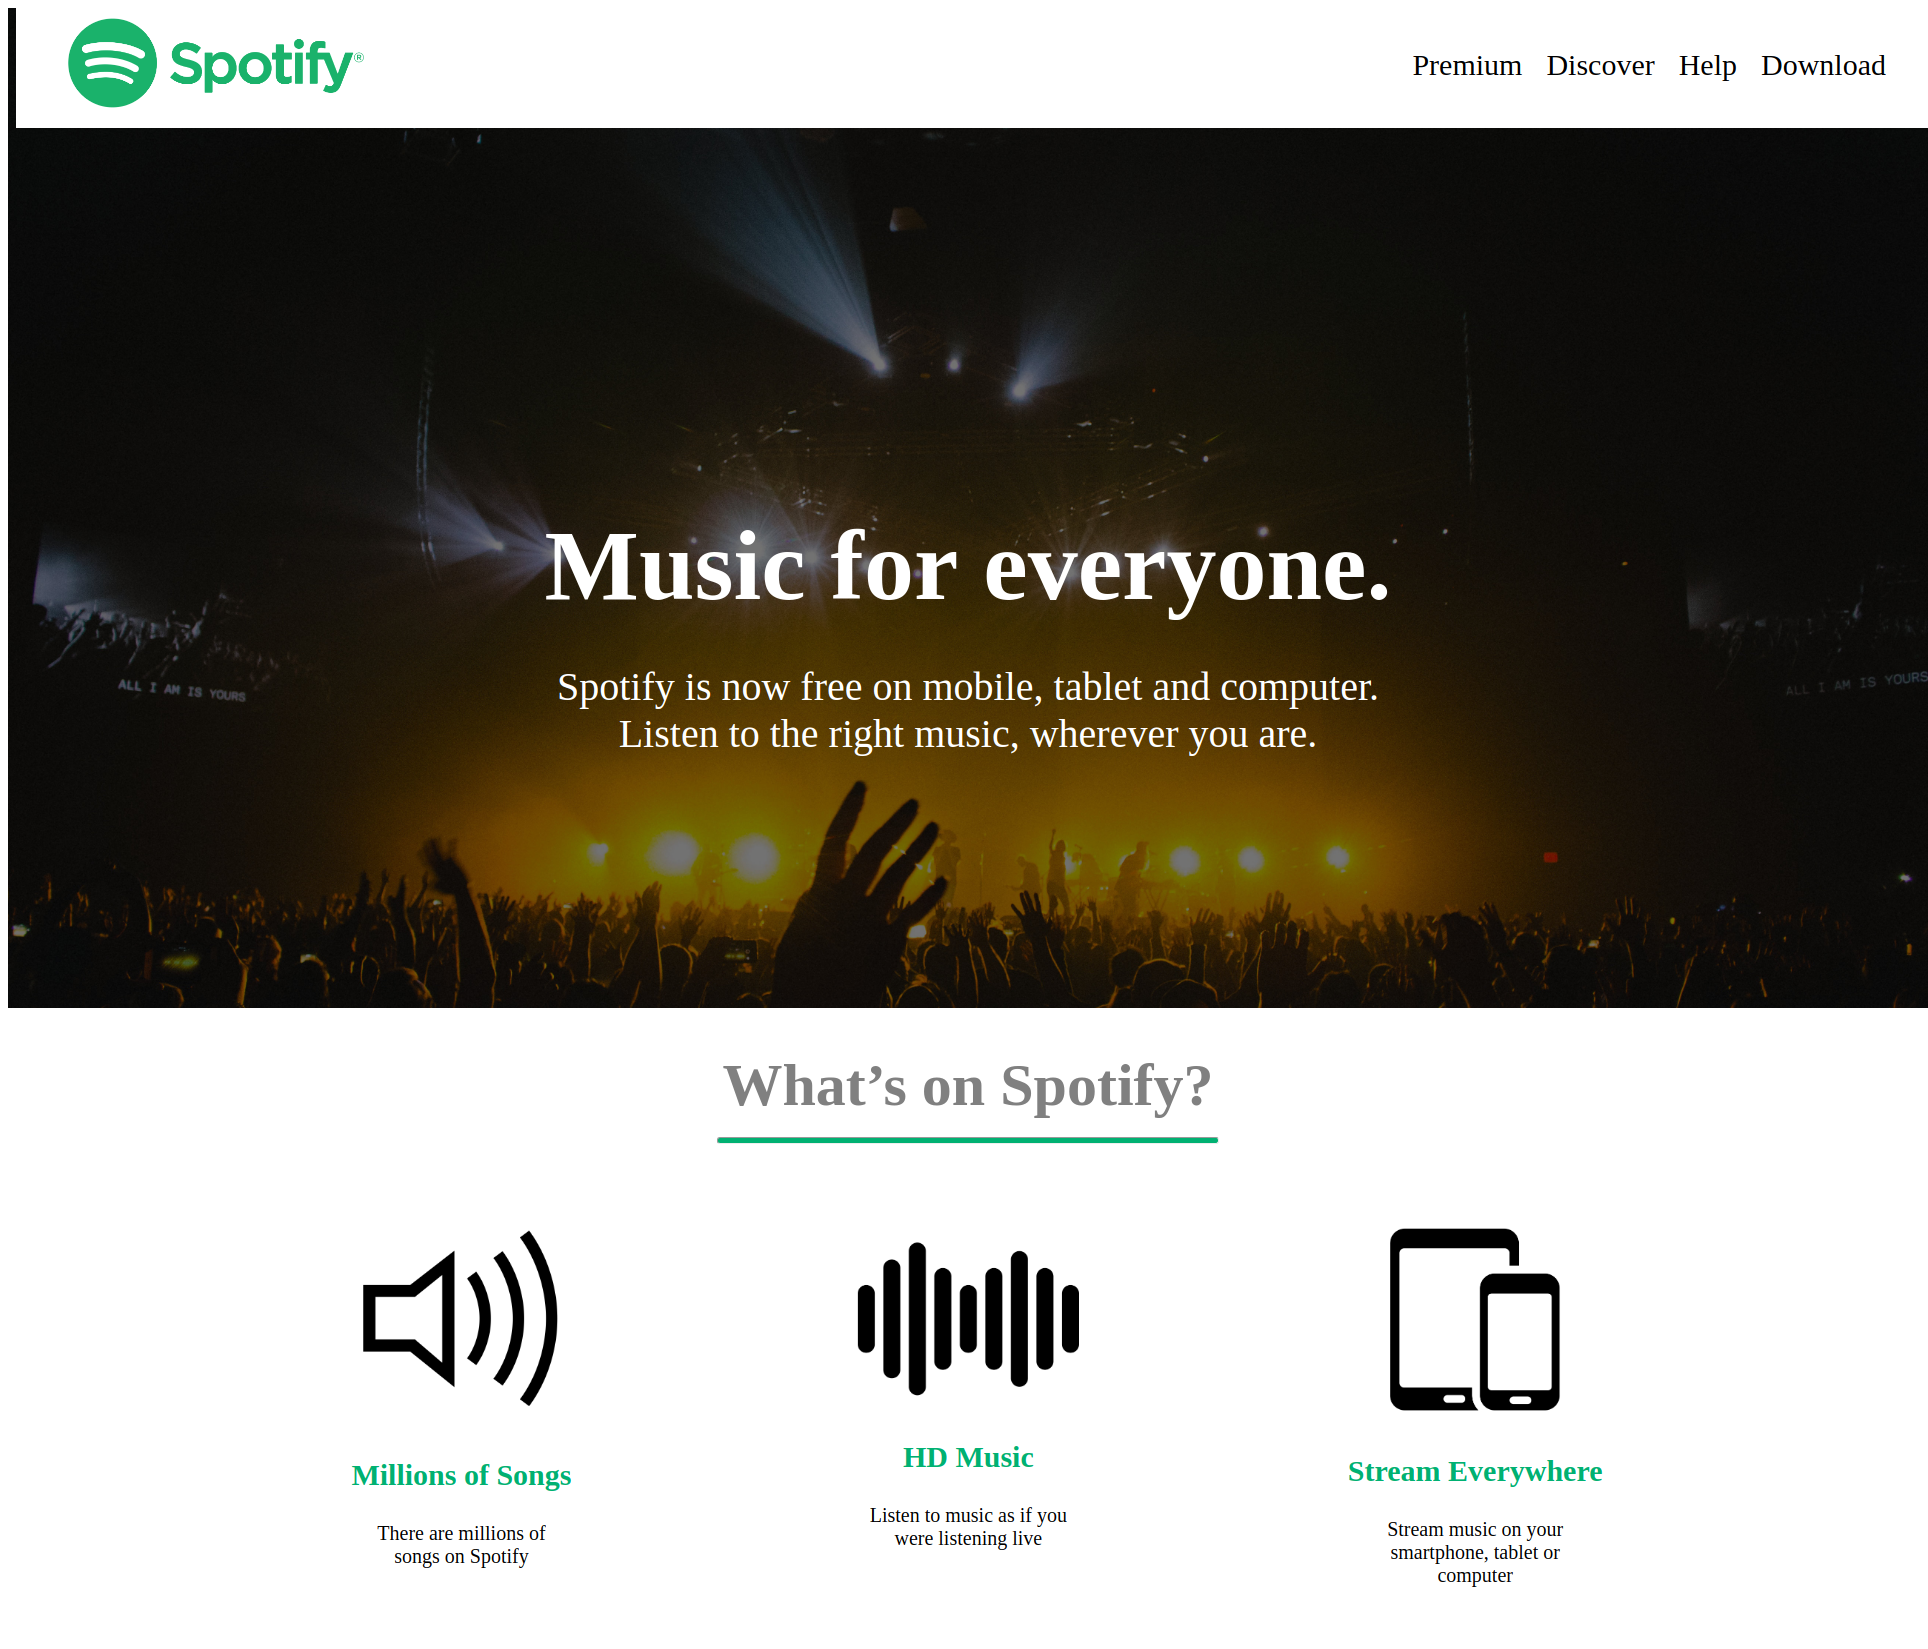 Spotify®
Premium Discover Help Download
Music for everyone.
ALL I AM IS YOURS
ALL I AM IS YOURS
Spotify is now free on mobile, tablet and computer.
Listen to the right music, wherever you are.
What’s on Spotify?
Millions of Songs
There are millions of
songs on Spotify
HD Music
Listen to music as if you
were listening live
Stream Everywhere
Stream music on your
smartphone, tablet or
computer